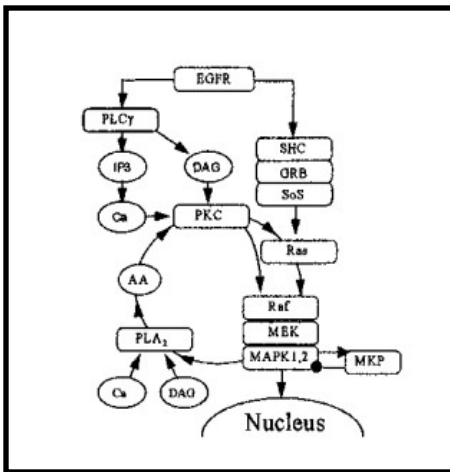 EGFR
PLCγ
SHC
IP3
DAG
GRB
SoS
Ca
PKC
Ras
AA
Raf
MEK
PLA₂
MAPK1,2
MKP
Ca
DAG
Nucleus